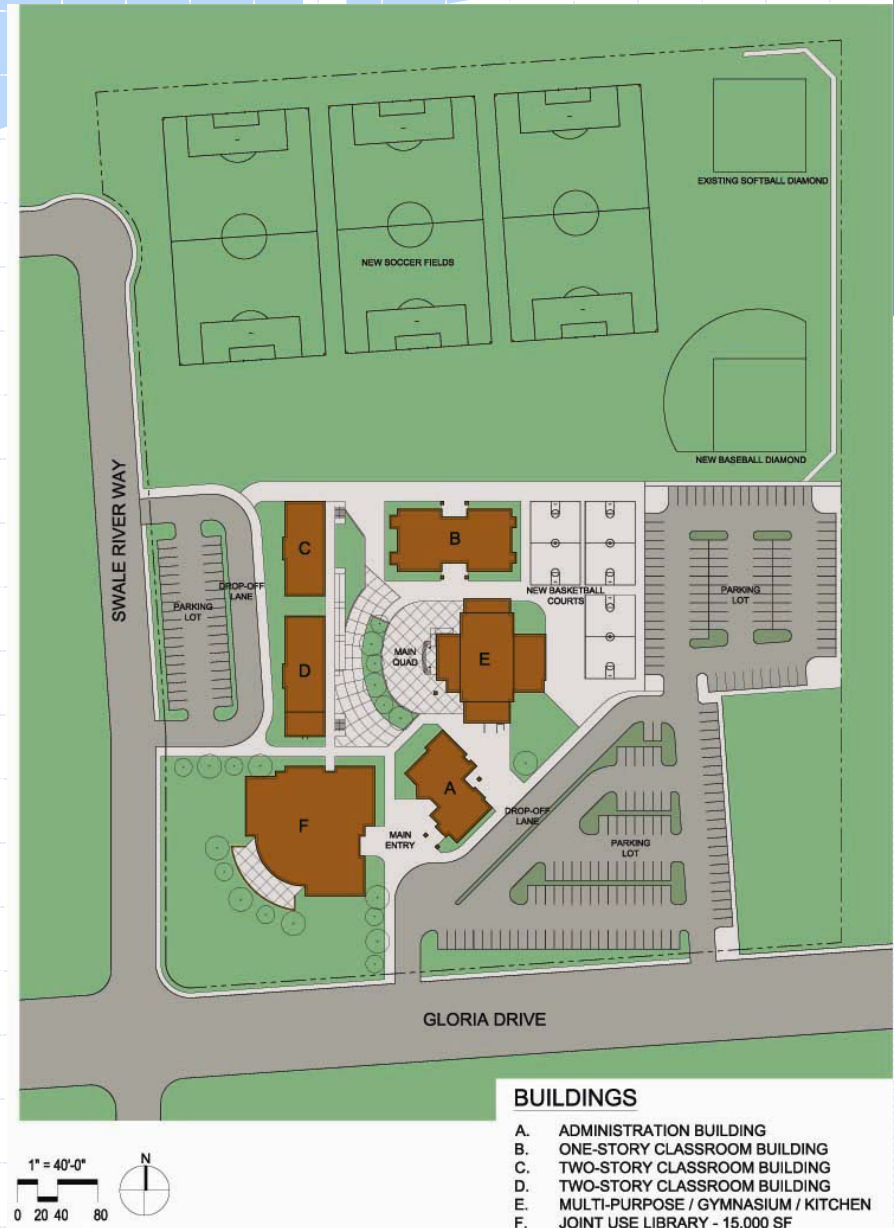 EXISTING SOFTBALL DIAMOND
NEW SOCCER FIELDS
NEW BASEBALL DIAMOND
SWALE RIVER WAY
C
B
DROP-OFF
LANE
PARKING
LOT
NEW BASKETBALL
COURTS
PARKING
LOT
D
MAIN
QUAD
E
A
F
MAIN
ENTRY
DROP-OFF
LANE
PARKING
LOT
GLORIA DRIVE
BUILDINGS
A. ADMINISTRATION BUILDING
B. ONE-STORY CLASSROOM BUILDING
C. TWO-STORY CLASSROOM BUILDING
D. TWO-STORY CLASSROOM BUILDING
E. MULTI-PURPOSE / GYMNASIUM / KITCHEN
F. JOINT USE LIBRARY - 15,000 SF
1" = 40'-0"
N
0 20 40 80